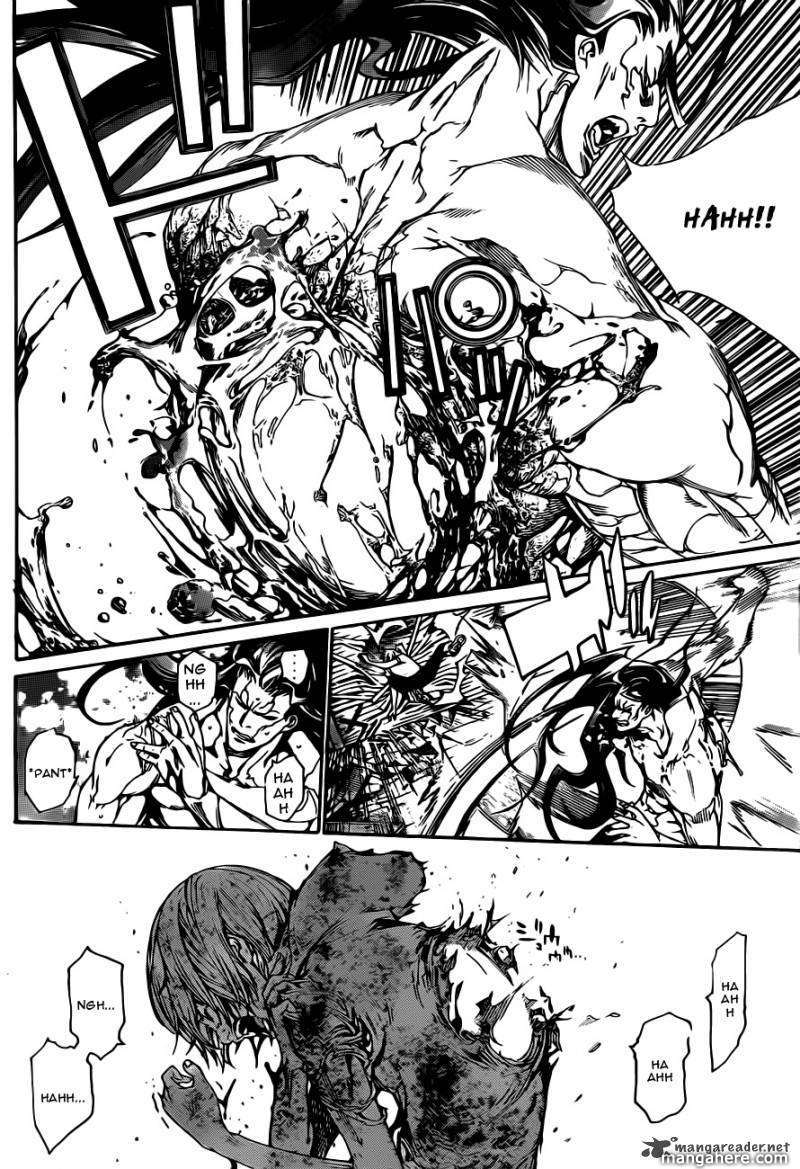 HAHH!!
NG
HH
...
...
*PANT*
HA
AH
H
NGH...
HAHH...
HA
AH
H
HA
AHH
mangareader.net
mangahere.com